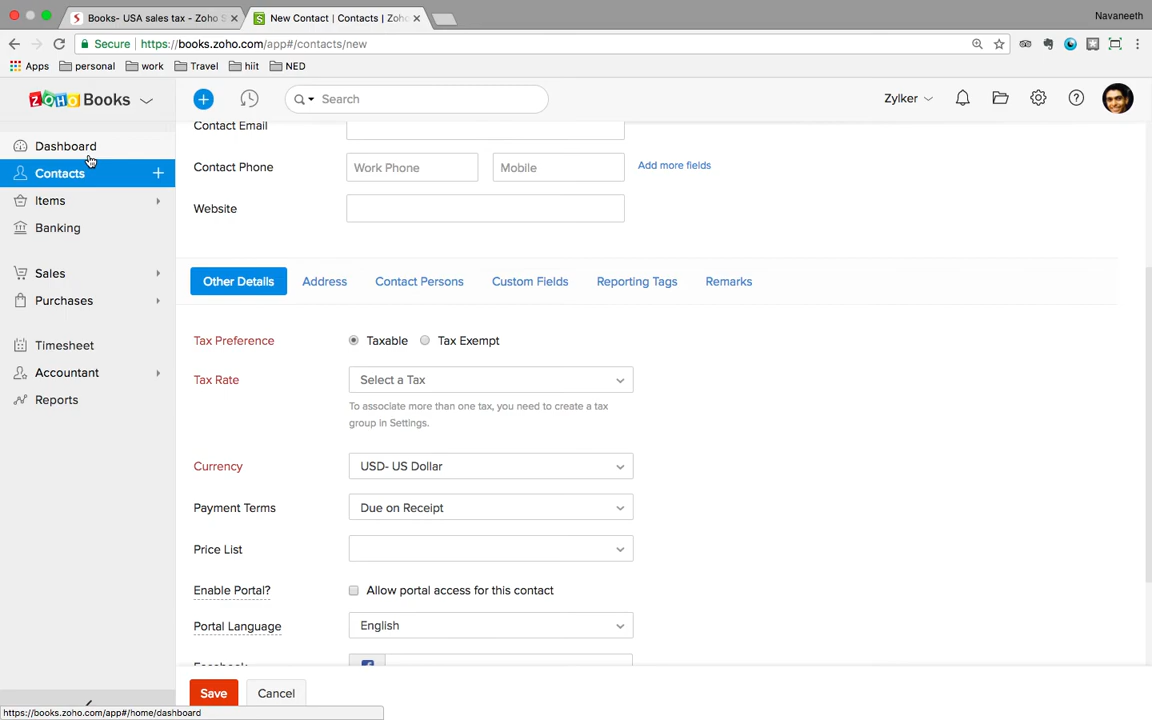 Books- USA sales tax - Zoho S
New Contact | Contacts | Zoho
Navaneeth
Secure
https://books.zoho.com/app#/contacts/new
Apps
personal
work
Travel
hiit
NED
ZOHO Books
Search
Zylker
Dashboard
Contacts
Items
Banking
Sales
Purchases
Timesheet
Accountant
Reports
Contact Email
Contact Phone
Work Phone
Mobile
Add more fields
Website
Other Details
Address
Contact Persons
Custom Fields
Reporting Tags
Remarks
Tax Preference
Taxable
Tax Exempt
Tax Rate
Select a Tax
To associate more than one tax, you need to create a tax
group in Settings.
Currency
USD- US Dollar
Payment Terms
Due on Receipt
Price List
Enable Portal?
Allow portal access for this contact
Portal Language
English
Facebook
Save
Cancel
https://books.zoho.com/app#/home/dashboard